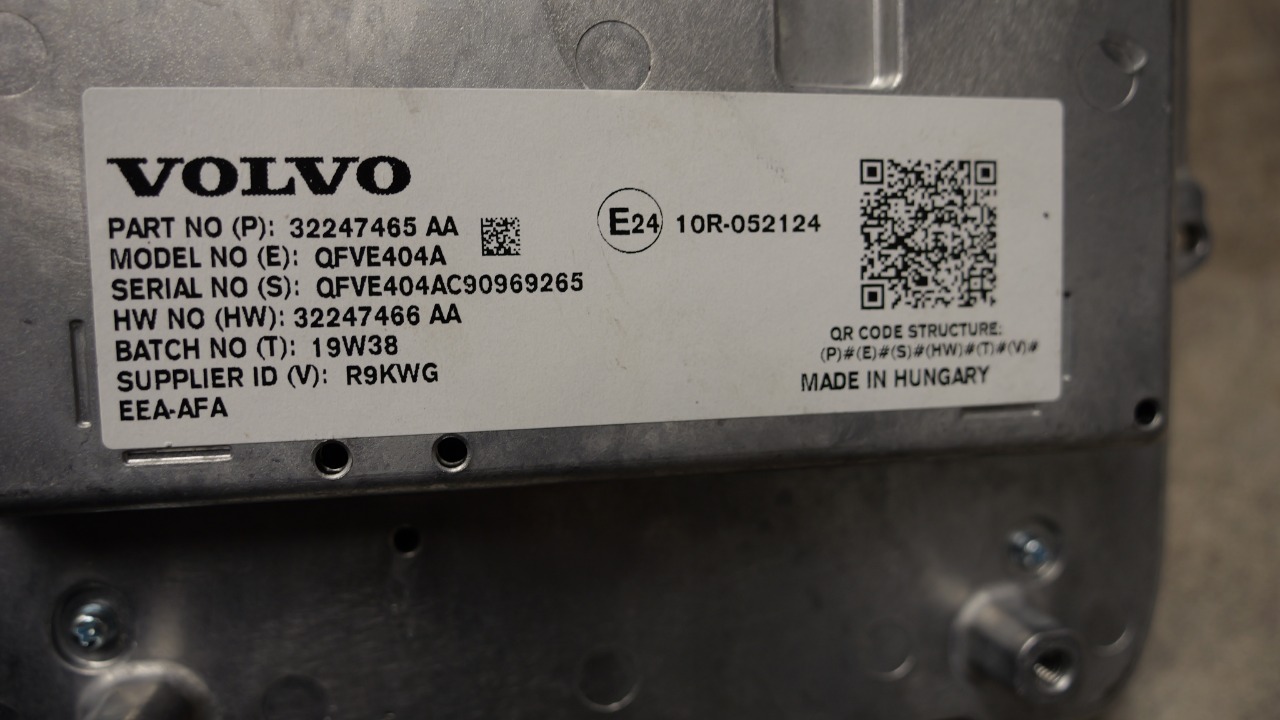 VOLVO
PART NO (P): 32247465 AA
MODEL NO (E): QFVE404A
SERIAL NO (S): QFVE404AC90969265
HW NO (HW): 32247466 AA
BATCH NO (T): 19W38
SUPPLIER ID (V): R9KWG
EEA-AFA
E24 10R-052124
QR CODE STRUCTURE:
(P)#(E)#(S)#(HW)#(T)#(V)#
MADE IN HUNGARY